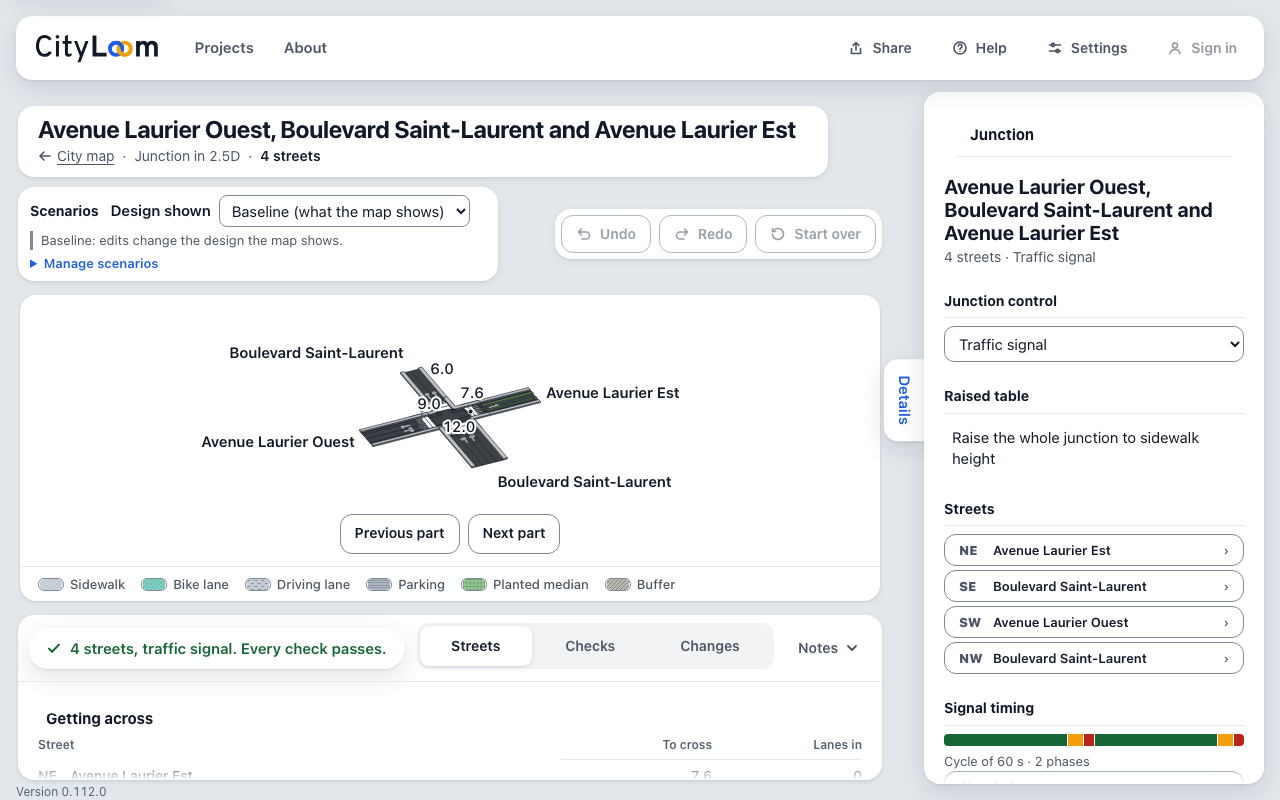 CityLoom
Projects
About
Share
Help
Settings
Sign in
Avenue Laurier Ouest, Boulevard Saint-Laurent and Avenue Laurier Est
← City map · Junction in 2.5D · 4 streets
Scenarios Design shown Baseline (what the map shows)
Baseline: edits change the design the map shows.
Manage scenarios
Undo
Redo
Start over
Boulevard Saint-Laurent
6.0
7.6
Avenue Laurier Est
9.0
12.0
Avenue Laurier Ouest
Boulevard Saint-Laurent
Previous part
Next part
Sidewalk
Bike lane
Driving lane
Parking
Planted median
Buffer
4 streets, traffic signal. Every check passes.
Streets
Checks
Changes
Notes
Getting across
Street To cross Lanes in
NE Avenue Laurier Est 7.6 0
Version 0.112.0
Details
Junction
Avenue Laurier Ouest,
Boulevard Saint-Laurent and
Avenue Laurier Est
4 streets · Traffic signal
Junction control
Traffic signal
Raised table
Raise the whole junction to sidewalk
height
Streets
NE Avenue Laurier Est ›
SE Boulevard Saint-Laurent ›
SW Avenue Laurier Ouest ›
NW Boulevard Saint-Laurent ›
Signal timing
Cycle of 60 s · 2 phases